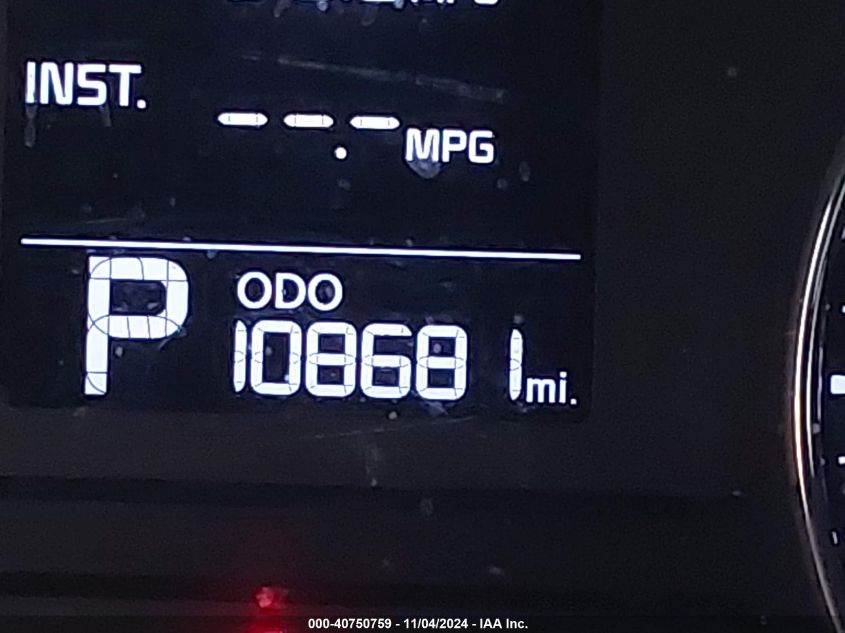 INST.
--.- MPG
ODO
P 108681 mi.
000-40750759 - 11/04/2024 - IAA Inc.